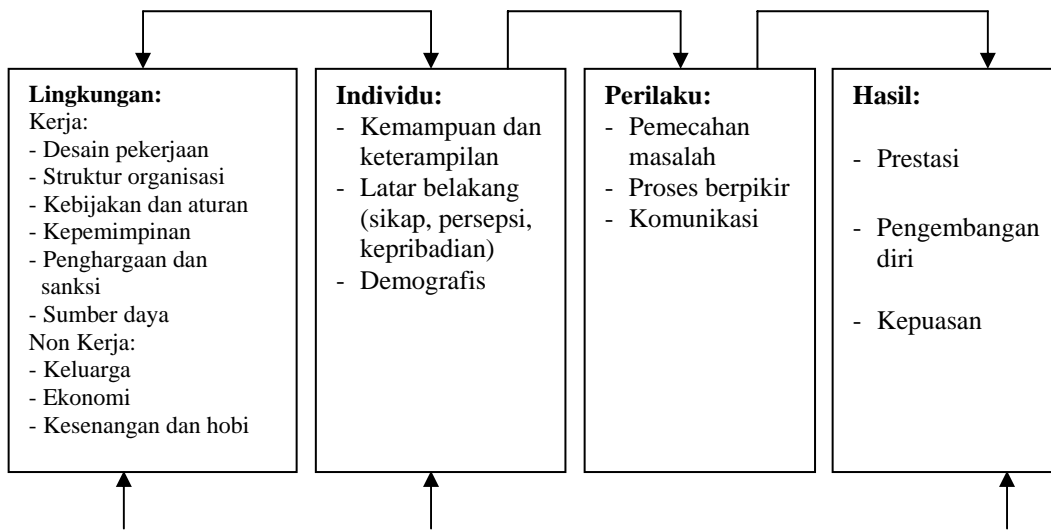 Lingkungan:
Kerja:
- Desain pekerjaan
- Struktur organisasi
- Kebijakan dan aturan
- Kepemimpinan
- Penghargaan dan
sanksi
- Sumber daya
Non Kerja:
- Keluarga
- Ekonomi
- Kesenangan dan hobi
Individu:
- Kemampuan dan
keterampilan
- Latar belakang
(sikap, persepsi,
kepribadian)
- Demografis
Perilaku:
- Pemecahan
masalah
- Proses berpikir
- Komunikasi
Hasil:
- Prestasi
- Pengembangan
diri
- Kepuasan